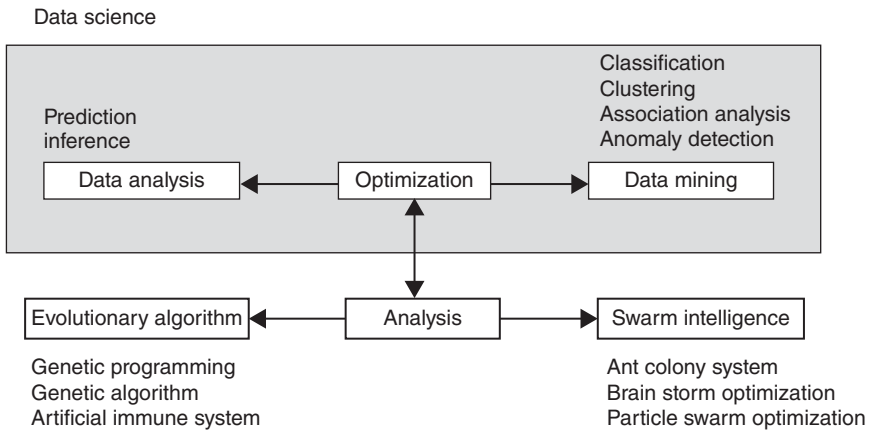 Data science
Prediction
inference
Classification
Clustering
Association analysis
Anomaly detection
Data analysis
Optimization
Data mining
Evolutionary algorithm
Analysis
Swarm intelligence
Genetic programming
Genetic algorithm
Artificial immune system
Ant colony system
Brain storm optimization
Particle swarm optimization